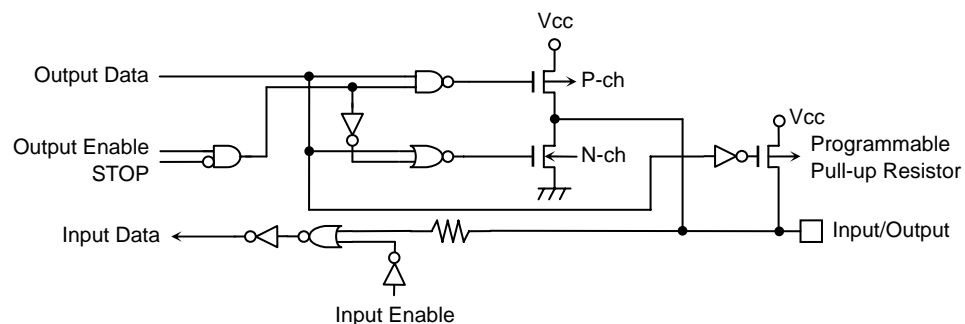 Vcc
Output Data
P-ch
Vcc
Output Enable
STOP
N-ch
Programmable
Pull-up Resistor
Input Data
Input/Output
Input Enable